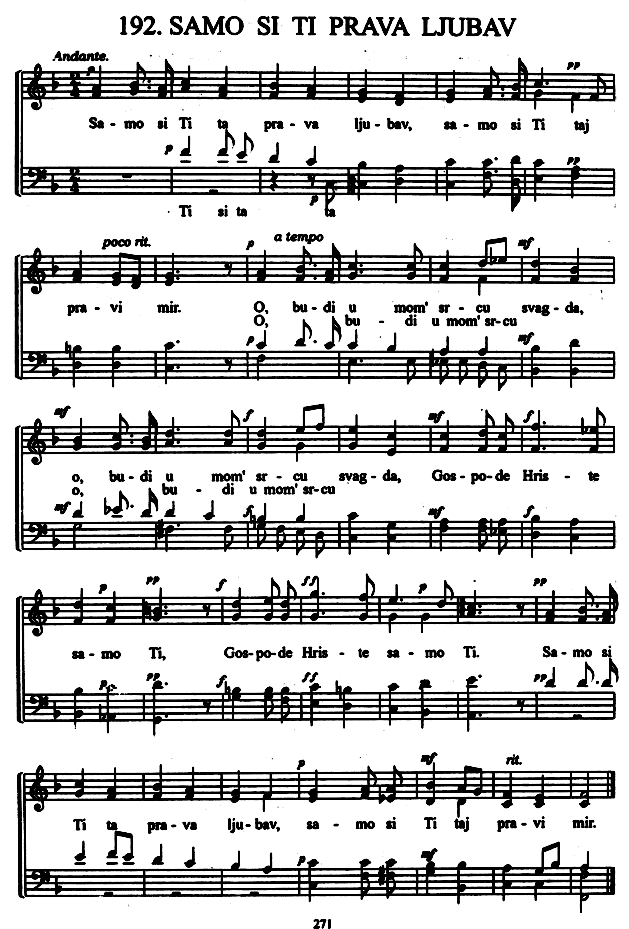 192. SAMO SI TI PRAVA LJUBAV
Andante.
pp
Sa - mo si Ti ta pra - va lju - bav, sa - mo si Ti taj
p
p
pp
Ti si ta ta
poco rit.
p
a tempo
mf
pra - vi mir. O, bu - di u mom' sr - cu svag - da,
O, bu - di u mom' sr-cu
p
mf
mf
f
mf
f
o, bu - di u mom' sr - cu svag - da, Gos - po - de Hris - te
o, bu - di u mom' sr-cu
mf
f
mf
f
p
pp
f
ff
p
pp
sa - mo Ti, Gos - po - de Hris - te sa - mo Ti. Sa - mo si
p
pp
f
ff
pp
p
mf
rit.
Ti ta pra - va lju - bav, sa - mo si Ti taj pra - vi mir.
p
mf
271